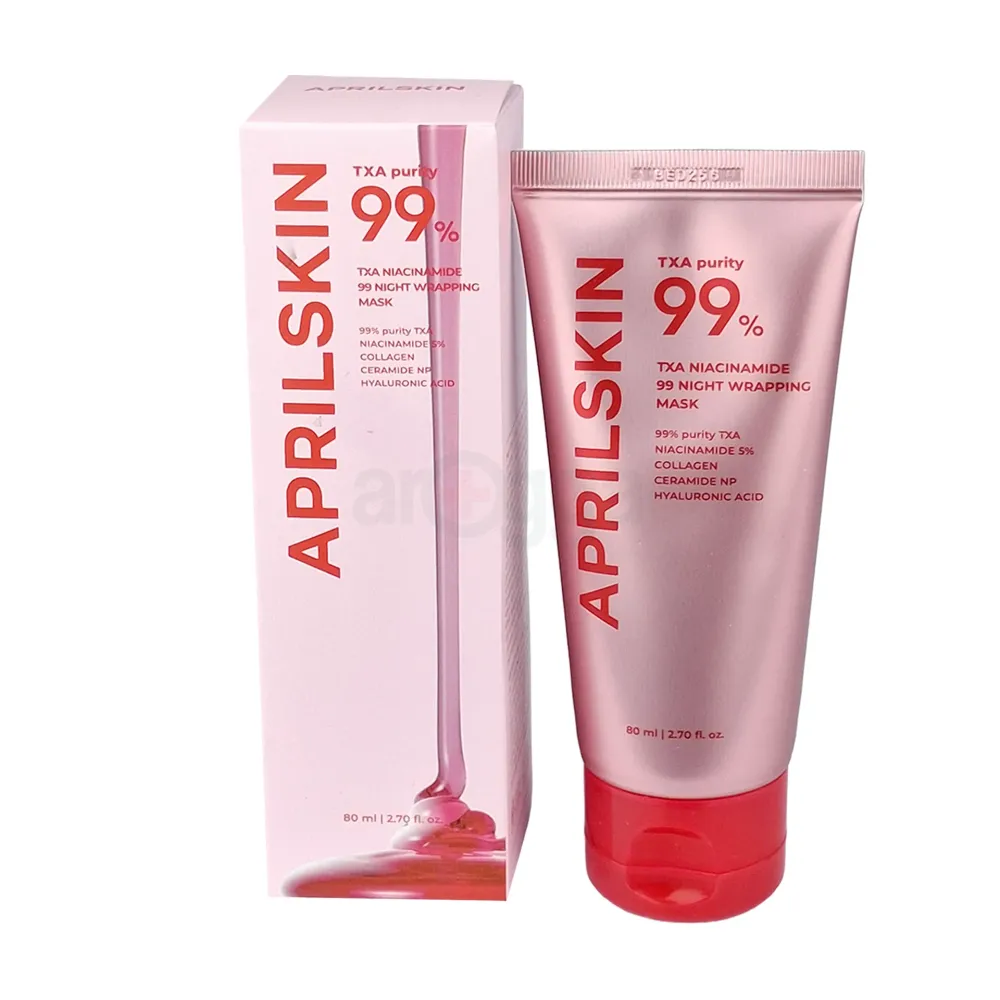 APRILSKIN
APRILSKIN
TXA purity
99%
TXA NIACINAMIDE
99 NIGHT WRAPPING
MASK
99% purity TXA
NIACINAMIDE 5%
COLLAGEN
CERAMIDE NP
HYALURONIC ACID
80 ml | 2.70 fl. oz.
APRILSKIN
TXA purity
99%
TXA NIACINAMIDE
99 NIGHT WRAPPING
MASK
99% purity TXA
NIACINAMIDE 5%
COLLAGEN
CERAMIDE NP
HYALURONIC ACID
80 ml | 2.70 fl. oz.